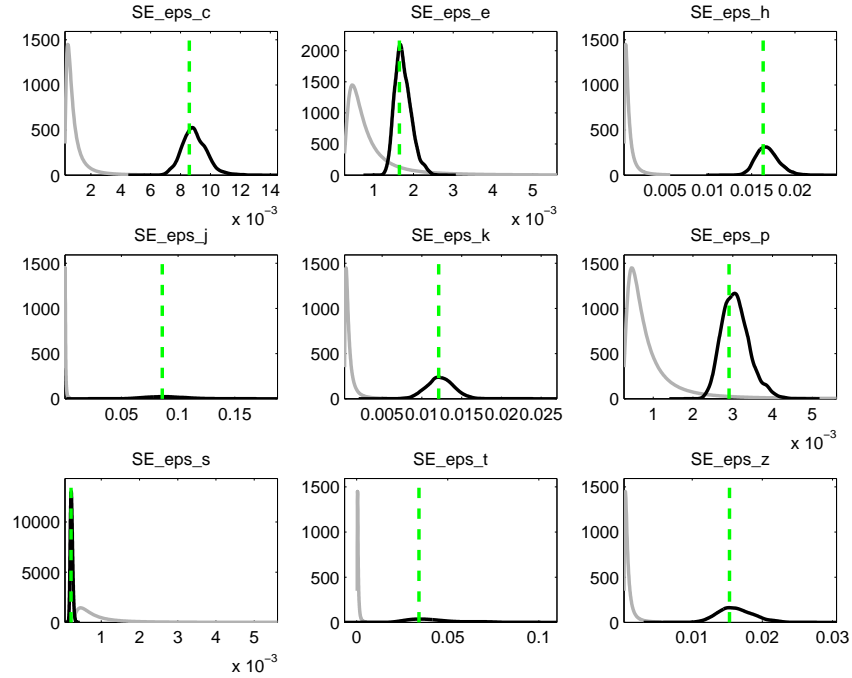 SE_eps_c SE_eps_e SE_eps_h
1500
1000
500
0
2 4 6 8 10 12 14
x 10⁻³
2000
1500
1000
500
0
1 2 3 4 5
x 10⁻³
1500
1000
500
0
0.005 0.01 0.015 0.02
SE_eps_j SE_eps_k SE_eps_p
1500
1000
500
0
0.05 0.1 0.15
1500
1000
500
0
0.005 0.01 0.015 0.02 0.025
1500
1000
500
0
1 2 3 4 5
x 10⁻³
SE_eps_s SE_eps_t SE_eps_z
10000
5000
0
1 2 3 4 5
x 10⁻³
1500
1000
500
0
0 0.05 0.1
1500
1000
500
0
0.01 0.02 0.03